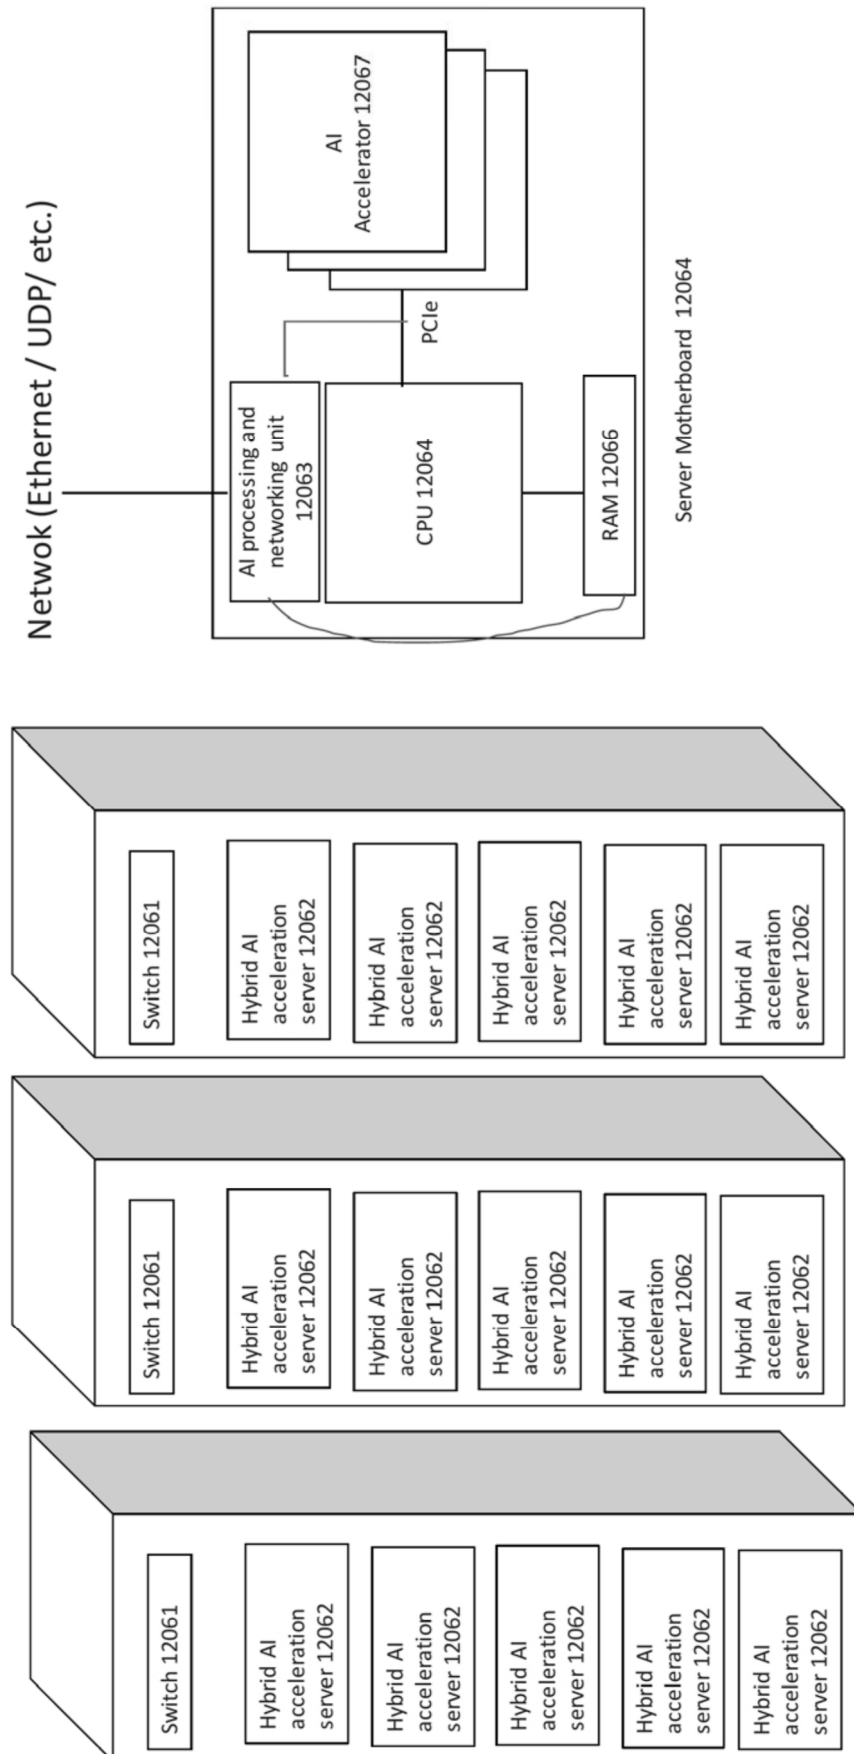 Switch 12061
Hybrid AI
acceleration
server 12062
Hybrid AI
acceleration
server 12062
Hybrid AI
acceleration
server 12062
Hybrid AI
acceleration
server 12062
Hybrid AI
acceleration
server 12062
Switch 12061
Hybrid AI
acceleration
server 12062
Hybrid AI
acceleration
server 12062
Hybrid AI
acceleration
server 12062
Hybrid AI
acceleration
server 12062
Hybrid AI
acceleration
server 12062
Switch 12061
Hybrid AI
acceleration
server 12062
Hybrid AI
acceleration
server 12062
Hybrid AI
acceleration
server 12062
Hybrid AI
acceleration
server 12062
Hybrid AI
acceleration
server 12062
Netwok (Ethernet / UDP/ etc.)
AI processing and
networking unit
12063
AI
Accelerator 12067
PCIe
CPU 12064
RAM 12066
Server Motherboard 12064